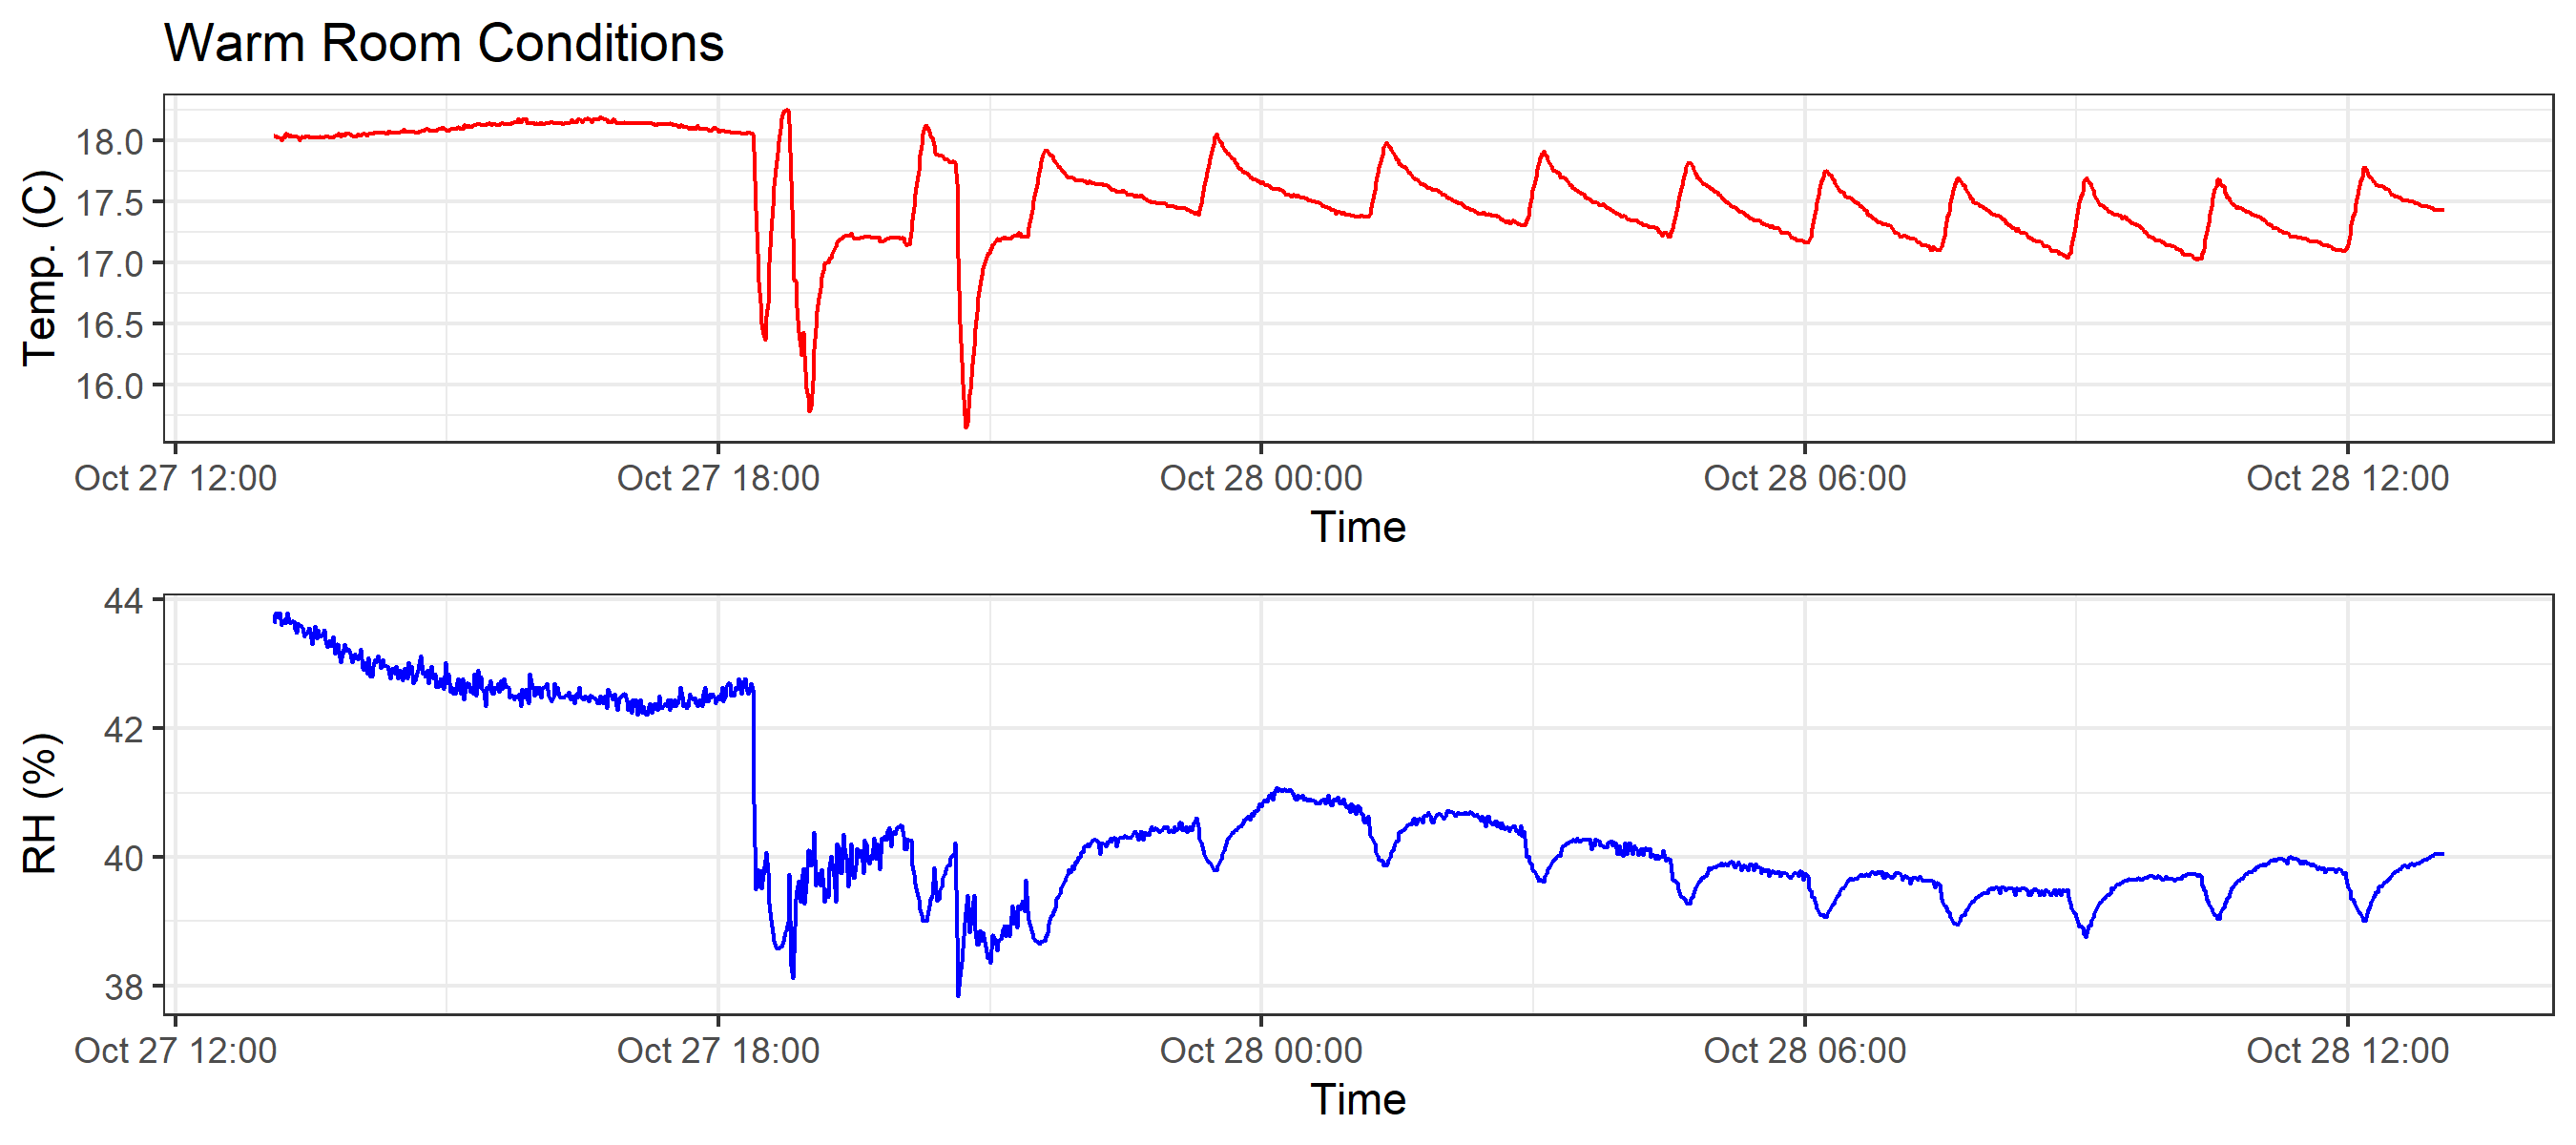 Warm Room Conditions
Temp. (C)
18.0
17.5
17.0
16.5
16.0
Oct 27 12:00 Oct 27 18:00 Oct 28 00:00 Oct 28 06:00 Oct 28 12:00
Time
RH (%)
44
42
40
38
Oct 27 12:00 Oct 27 18:00 Oct 28 00:00 Oct 28 06:00 Oct 28 12:00
Time